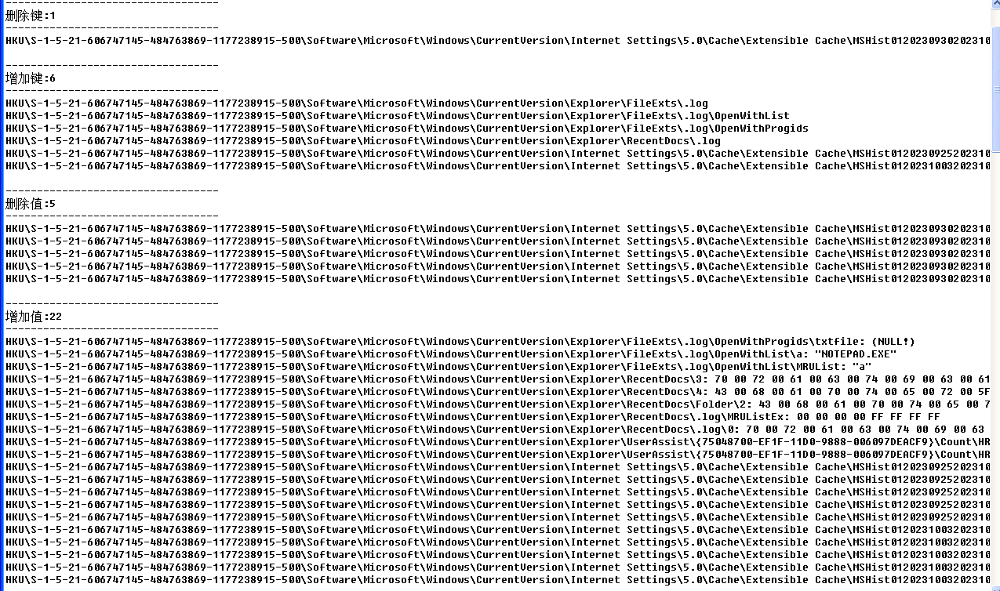 ----------------------------------
删除键:1
----------------------------------
HKU\S-1-5-21-606747145-484763869-1177238915-500\Software\Microsoft\Windows\CurrentVersion\Internet Settings\5.0\Cache\Extensible Cache\MSHist0120230930202310
----------------------------------
增加键:6
----------------------------------
HKU\S-1-5-21-606747145-484763869-1177238915-500\Software\Microsoft\Windows\CurrentVersion\Explorer\FileExts\.log
HKU\S-1-5-21-606747145-484763869-1177238915-500\Software\Microsoft\Windows\CurrentVersion\Explorer\FileExts\.log\OpenWithList
HKU\S-1-5-21-606747145-484763869-1177238915-500\Software\Microsoft\Windows\CurrentVersion\Explorer\FileExts\.log\OpenWithProgids
HKU\S-1-5-21-606747145-484763869-1177238915-500\Software\Microsoft\Windows\CurrentVersion\Explorer\RecentDocs\.log
HKU\S-1-5-21-606747145-484763869-1177238915-500\Software\Microsoft\Windows\CurrentVersion\Internet Settings\5.0\Cache\Extensible Cache\MSHist0120230925202310
HKU\S-1-5-21-606747145-484763869-1177238915-500\Software\Microsoft\Windows\CurrentVersion\Internet Settings\5.0\Cache\Extensible Cache\MSHist0120231003202310
----------------------------------
删除值:5
----------------------------------
HKU\S-1-5-21-606747145-484763869-1177238915-500\Software\Microsoft\Windows\CurrentVersion\Internet Settings\5.0\Cache\Extensible Cache\MSHist0120230930202310
HKU\S-1-5-21-606747145-484763869-1177238915-500\Software\Microsoft\Windows\CurrentVersion\Internet Settings\5.0\Cache\Extensible Cache\MSHist0120230930202310
HKU\S-1-5-21-606747145-484763869-1177238915-500\Software\Microsoft\Windows\CurrentVersion\Internet Settings\5.0\Cache\Extensible Cache\MSHist0120230930202310
HKU\S-1-5-21-606747145-484763869-1177238915-500\Software\Microsoft\Windows\CurrentVersion\Internet Settings\5.0\Cache\Extensible Cache\MSHist0120230930202310
HKU\S-1-5-21-606747145-484763869-1177238915-500\Software\Microsoft\Windows\CurrentVersion\Internet Settings\5.0\Cache\Extensible Cache\MSHist0120230930202310
----------------------------------
增加值:22
----------------------------------
HKU\S-1-5-21-606747145-484763869-1177238915-500\Software\Microsoft\Windows\CurrentVersion\Explorer\FileExts\.log\OpenWithProgids\txtfile: (NULL!)
HKU\S-1-5-21-606747145-484763869-1177238915-500\Software\Microsoft\Windows\CurrentVersion\Explorer\FileExts\.log\OpenWithList\a: "NOTEPAD.EXE"
HKU\S-1-5-21-606747145-484763869-1177238915-500\Software\Microsoft\Windows\CurrentVersion\Explorer\FileExts\.log\OpenWithList\MRUList: "a"
HKU\S-1-5-21-606747145-484763869-1177238915-500\Software\Microsoft\Windows\CurrentVersion\Explorer\RecentDocs\3: 70 00 72 00 61 00 63 00 74 00 69 00 63 00 61
HKU\S-1-5-21-606747145-484763869-1177238915-500\Software\Microsoft\Windows\CurrentVersion\Explorer\RecentDocs\4: 43 00 68 00 61 00 70 00 74 00 65 00 72 00 5F
HKU\S-1-5-21-606747145-484763869-1177238915-500\Software\Microsoft\Windows\CurrentVersion\Explorer\RecentDocs\Folder\2: 43 00 68 00 61 00 70 00 74 00 65 00 7
HKU\S-1-5-21-606747145-484763869-1177238915-500\Software\Microsoft\Windows\CurrentVersion\Explorer\RecentDocs\.log\MRUListEx: 00 00 00 00 FF FF FF FF
HKU\S-1-5-21-606747145-484763869-1177238915-500\Software\Microsoft\Windows\CurrentVersion\Explorer\RecentDocs\.log\0: 70 00 72 00 61 00 63 00 74 00 69 00 63
HKU\S-1-5-21-606747145-484763869-1177238915-500\Software\Microsoft\Windows\CurrentVersion\Explorer\UserAssist\{75048700-EF1F-11D0-9888-006097DEACF9}\Count\HR
HKU\S-1-5-21-606747145-484763869-1177238915-500\Software\Microsoft\Windows\CurrentVersion\Explorer\UserAssist\{75048700-EF1F-11D0-9888-006097DEACF9}\Count\HR
HKU\S-1-5-21-606747145-484763869-1177238915-500\Software\Microsoft\Windows\CurrentVersion\Internet Settings\5.0\Cache\Extensible Cache\MSHist0120230925202310
HKU\S-1-5-21-606747145-484763869-1177238915-500\Software\Microsoft\Windows\CurrentVersion\Internet Settings\5.0\Cache\Extensible Cache\MSHist0120230925202310
HKU\S-1-5-21-606747145-484763869-1177238915-500\Software\Microsoft\Windows\CurrentVersion\Internet Settings\5.0\Cache\Extensible Cache\MSHist0120230925202310
HKU\S-1-5-21-606747145-484763869-1177238915-500\Software\Microsoft\Windows\CurrentVersion\Internet Settings\5.0\Cache\Extensible Cache\MSHist0120230925202310
HKU\S-1-5-21-606747145-484763869-1177238915-500\Software\Microsoft\Windows\CurrentVersion\Internet Settings\5.0\Cache\Extensible Cache\MSHist0120230925202310
HKU\S-1-5-21-606747145-484763869-1177238915-500\Software\Microsoft\Windows\CurrentVersion\Internet Settings\5.0\Cache\Extensible Cache\MSHist0120231003202310
HKU\S-1-5-21-606747145-484763869-1177238915-500\Software\Microsoft\Windows\CurrentVersion\Internet Settings\5.0\Cache\Extensible Cache\MSHist0120231003202310
HKU\S-1-5-21-606747145-484763869-1177238915-500\Software\Microsoft\Windows\CurrentVersion\Internet Settings\5.0\Cache\Extensible Cache\MSHist0120231003202310
HKU\S-1-5-21-606747145-484763869-1177238915-500\Software\Microsoft\Windows\CurrentVersion\Internet Settings\5.0\Cache\Extensible Cache\MSHist0120231003202310
HKU\S-1-5-21-606747145-484763869-1177238915-500\Software\Microsoft\Windows\CurrentVersion\Internet Settings\5.0\Cache\Extensible Cache\MSHist0120231003202310